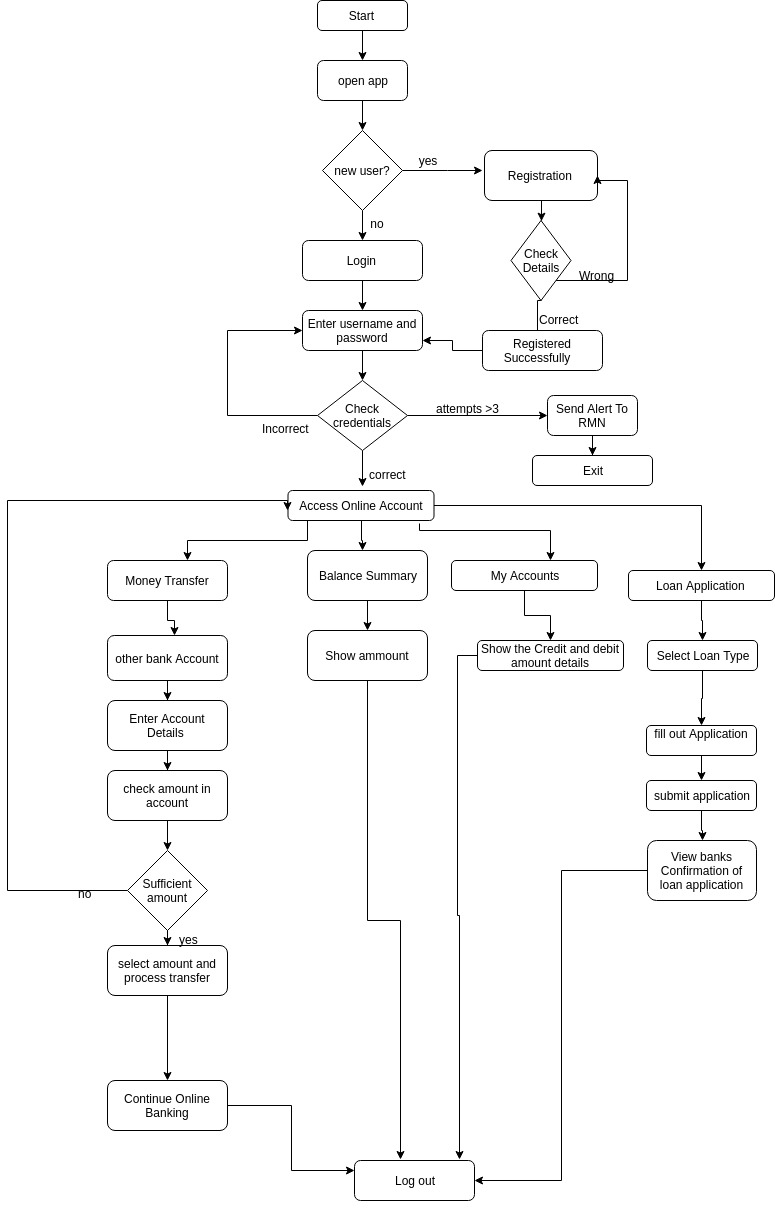 Start
open app
new user?
yes
Registration
no
Check
Details
Wrong
Login
Correct
Enter username and
password
Registered
Successfully
Check
credentials
attempts >3
Send Alert To
RMN
Incorrect
Exit
correct
Access Online Account
Money Transfer
Balance Summary
My Accounts
Loan Application
other bank Account
Show ammount
Show the Credit and debit
amount details
Select Loan Type
Enter Account
Details
fill out Application
check amount in
account
submit application
View banks
Confirmation of
loan application
Sufficient
amount
no
yes
select amount and
process transfer
Continue Online
Banking
Log out